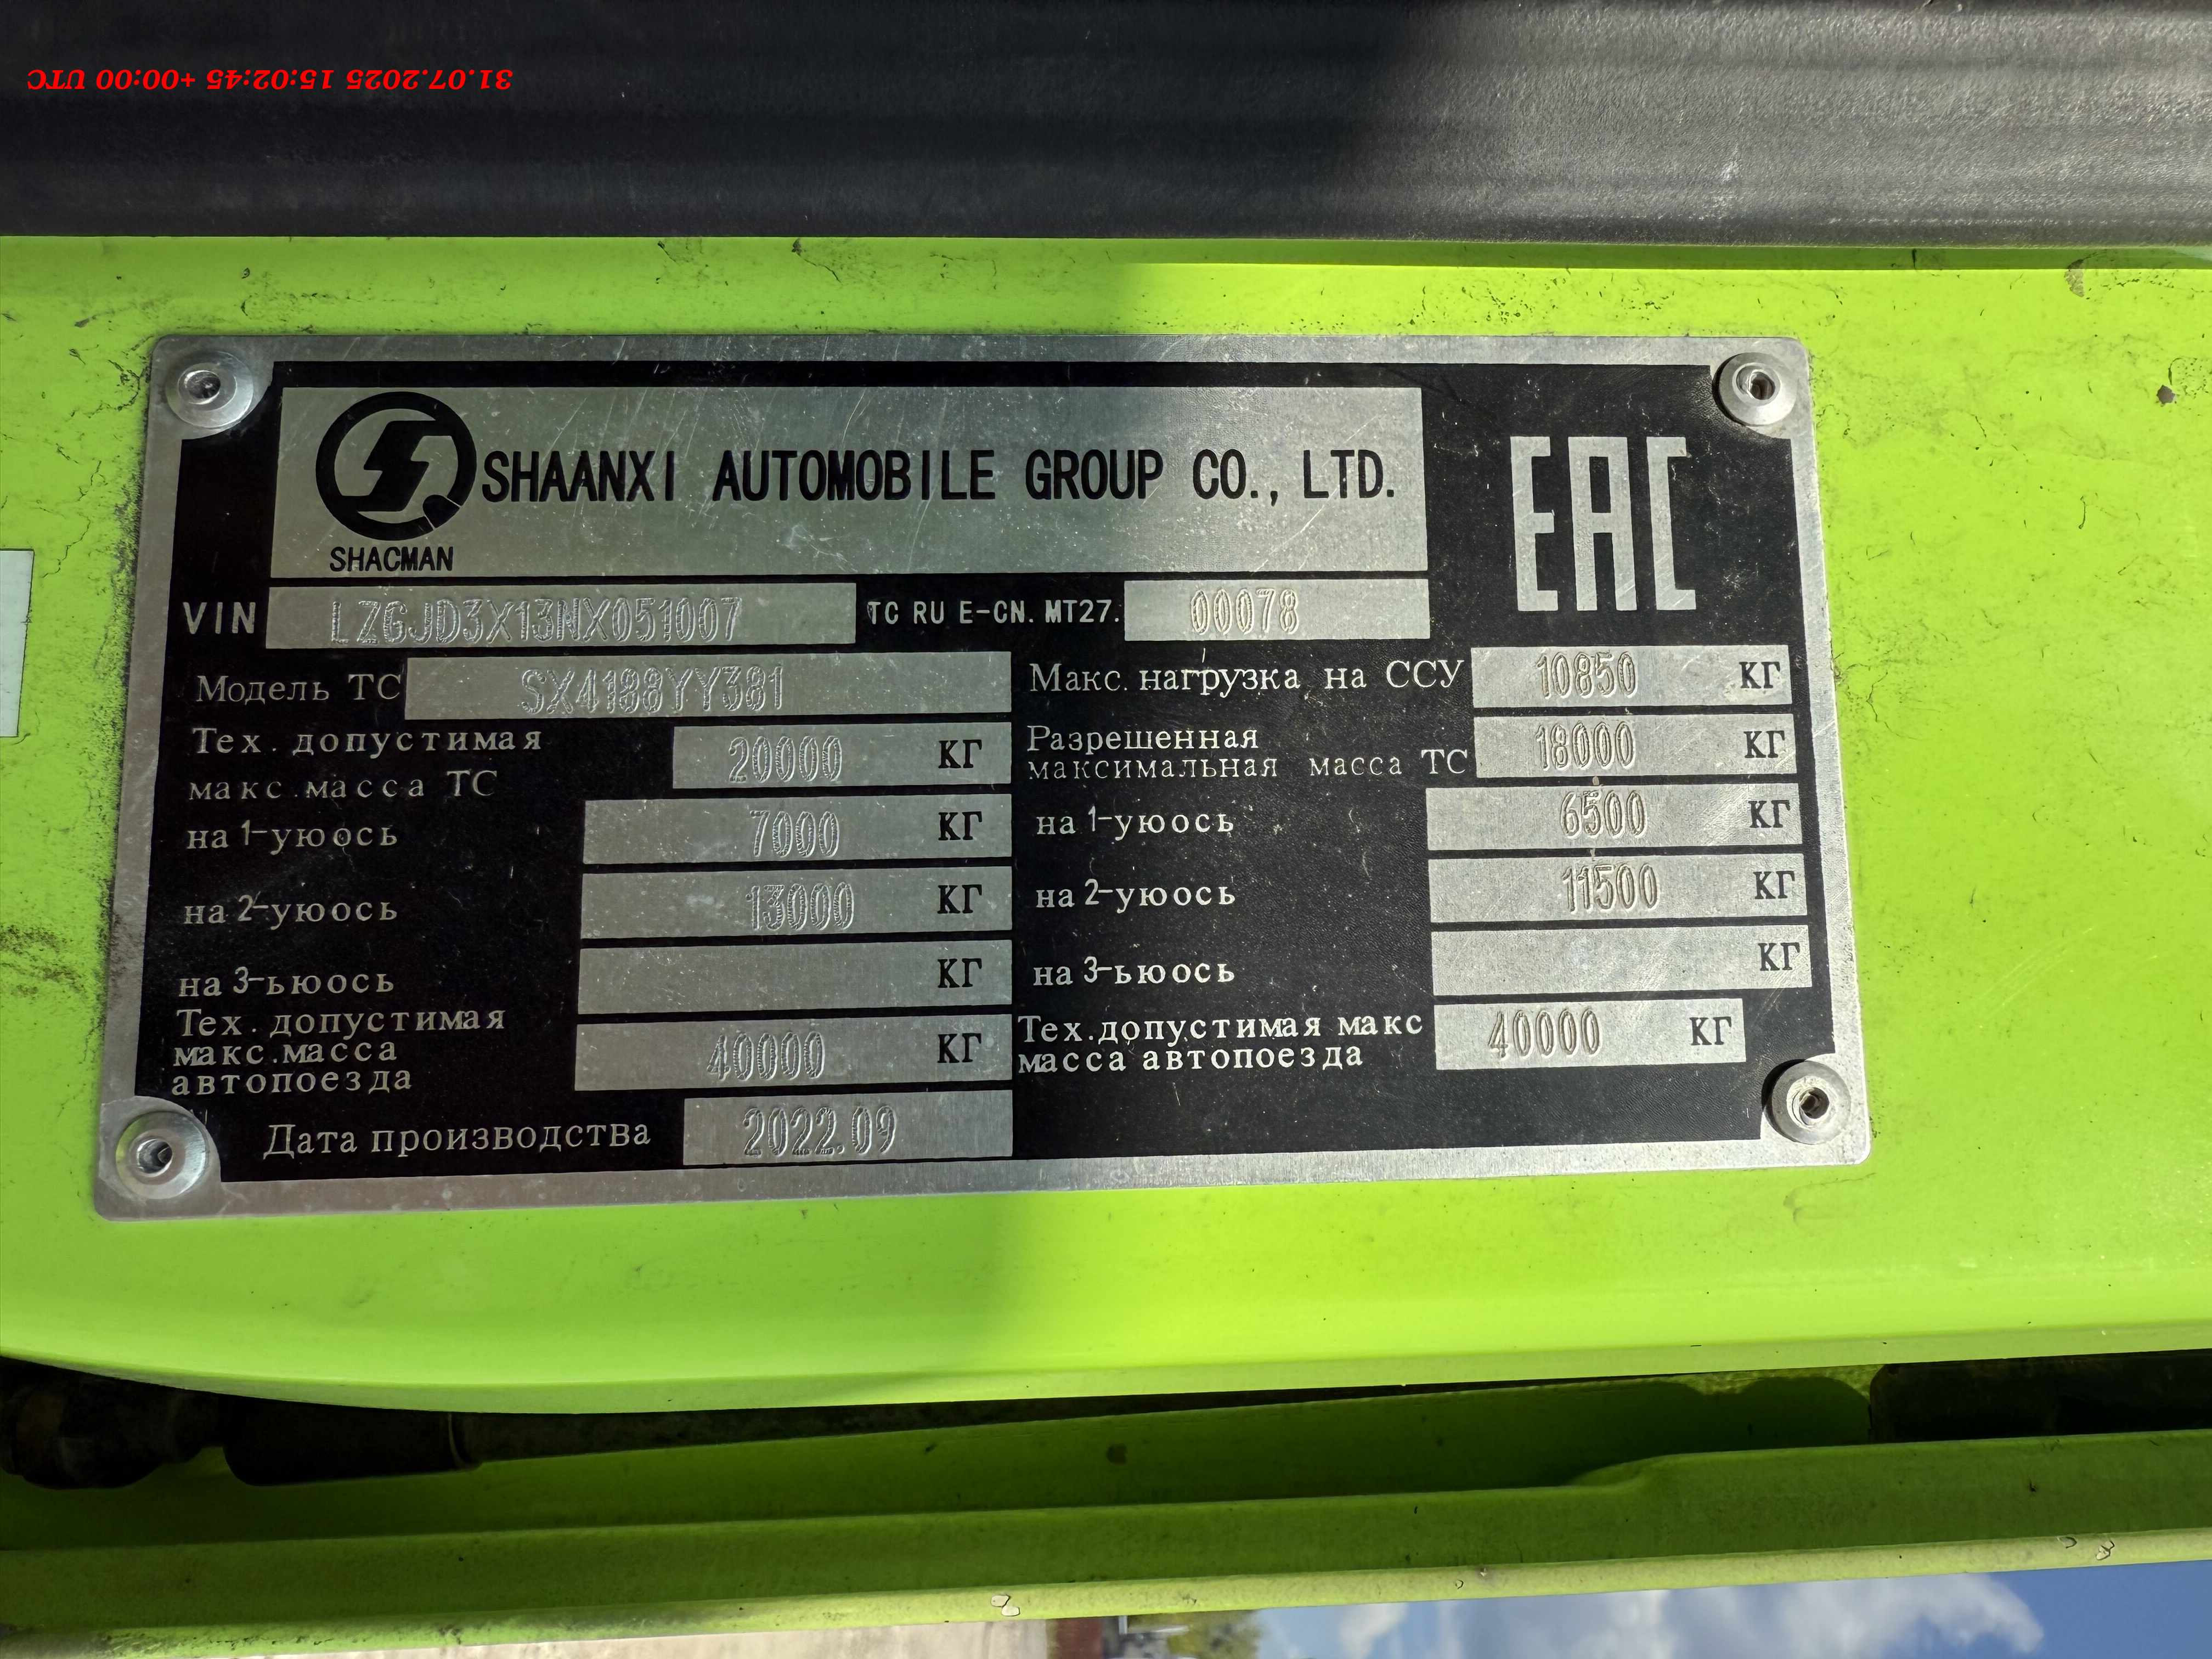 31.07.2025 15:02:45 +00:00 UTC
SHAANXI AUTOMOBILE GROUP CO., LTD.
SHACMAN
EAC
VIN LZGJD3X13NX051007 TC RU E-CN. MT27. 00078
Модель ТС SX4188YY381
Макс. нагрузка на ССУ 10850 КГ
Тех. допустимая
макс.масса ТС 20000 КГ
Разрешенная
максимальная масса ТС 18000 КГ
на 1-уюось 7000 КГ
на 1-уюось 6500 КГ
на 2-уюось 13000 КГ
на 2-уюось 11500 КГ
на 3-ьюось КГ
на 3-ьюось КГ
Тех. допустимая
макс.масса
автопоезда 40000 КГ
Тех.допустимая макс
масса автопоезда 40000 КГ
Дата производства 2022.09